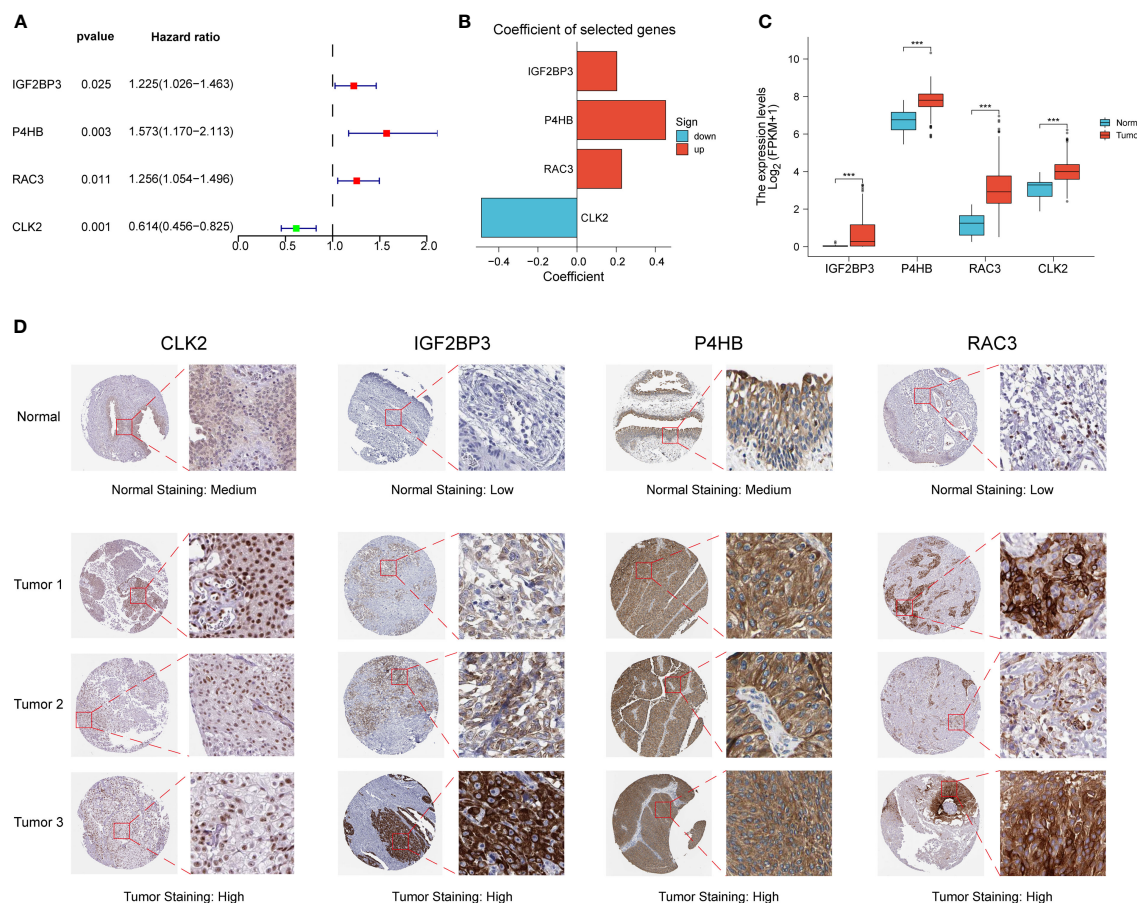 A
pvalue Hazard ratio
IGF2BP3 0.025 1.225(1.026−1.463)
P4HB 0.003 1.573(1.170−2.113)
RAC3 0.011 1.256(1.054−1.496)
CLK2 0.001 0.614(0.456−0.825)
0.0 0.5 1.0 1.5 2.0
B
Coefficient of selected genes
IGF2BP3
P4HB
RAC3
CLK2
−0.4 −0.2 0.0 0.2 0.4
Coefficient
Sign
down
up
C
The expression levels
Log2 (FPKM+1)
10
8
6
4
2
0
***
***
***
***
IGF2BP3 P4HB RAC3 CLK2
Norm
Tumo
D
CLK2 IGF2BP3 P4HB RAC3
Normal
Normal Staining: Medium Normal Staining: Low Normal Staining: Medium Normal Staining: Low
Tumor 1
Tumor 2
Tumor 3
Tumor Staining: High Tumor Staining: High Tumor Staining: High Tumor Staining: High